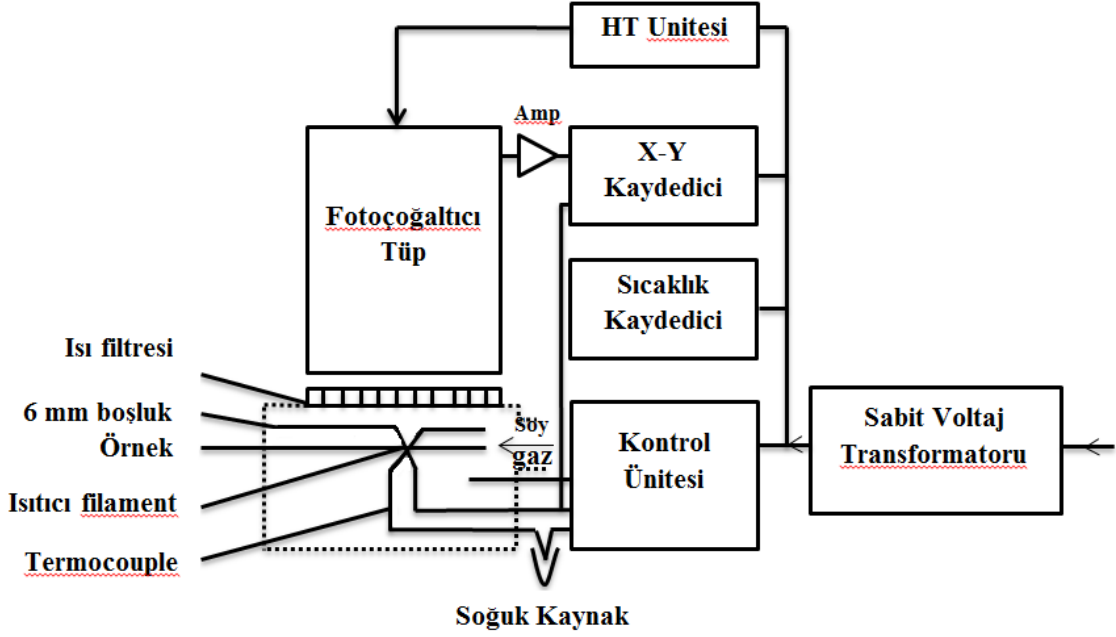 HT Unitesi
Amp
X-Y
Kaydedici
Fotoçoğaltıcı
Tüp
Sıcaklık
Kaydedici
Isı filtresi
6 mm boşluk
Örnek
Isıtıcı filament
Termocouple
Soy
gaz
Kontrol
Ünitesi
Sabit Voltaj
Transformatoru
Soğuk Kaynak